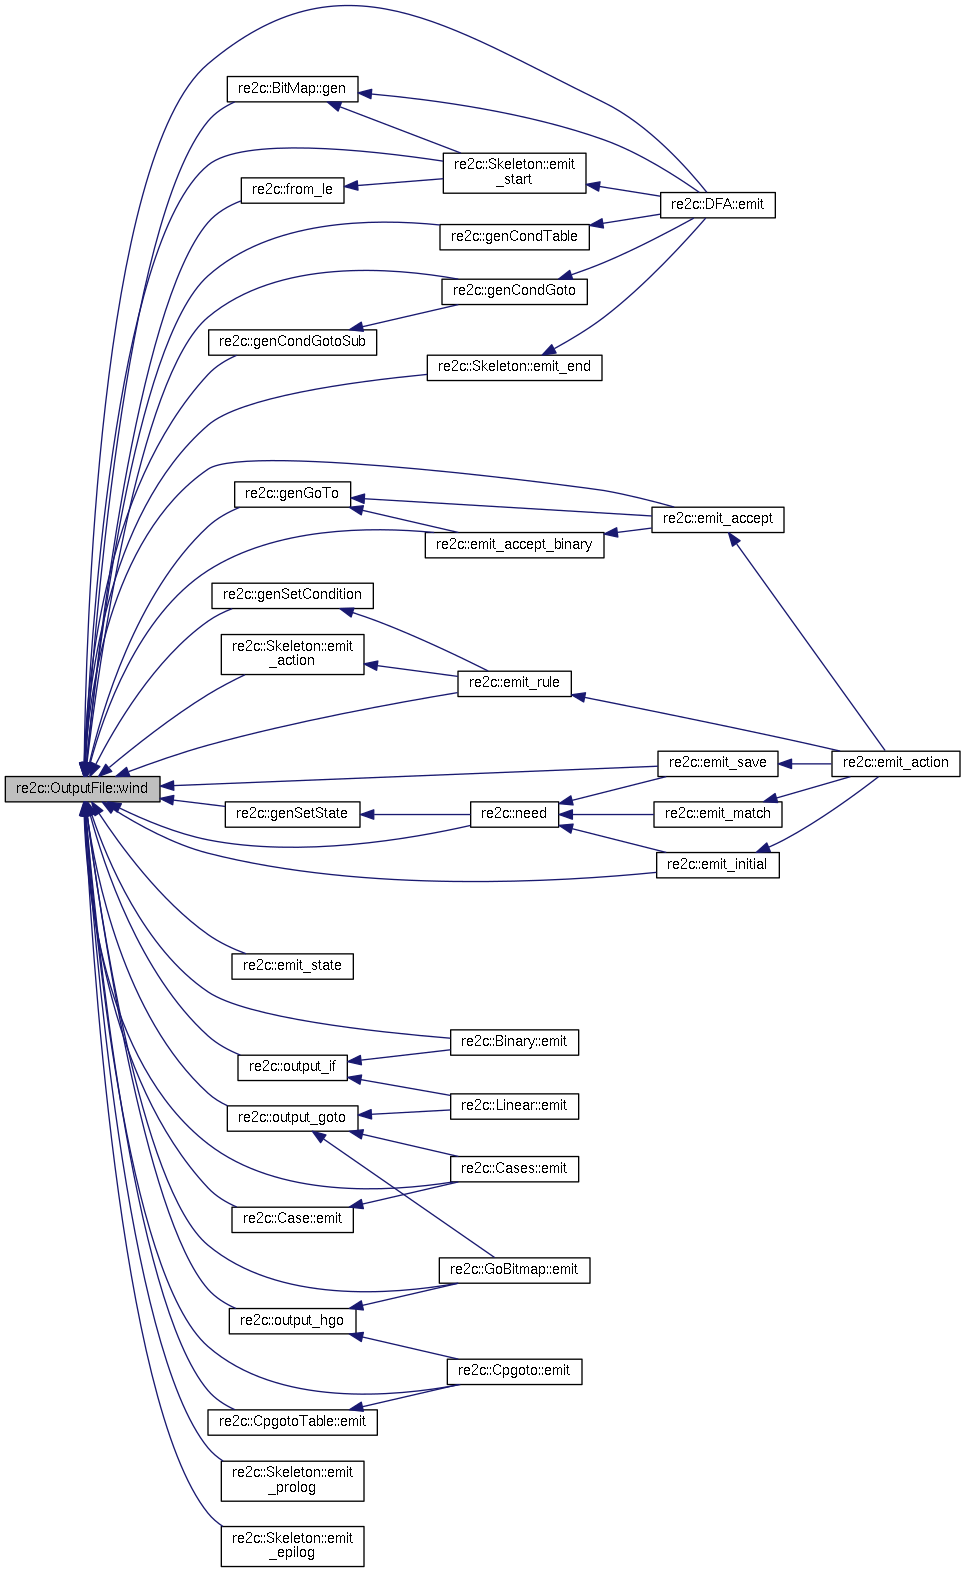 re2c::BitMap::gen
re2c::Skeleton::emit
_start
re2c::from_le
re2c::DFA::emit
re2c::genCondTable
re2c::genCondGoto
re2c::genCondGotoSub
re2c::Skeleton::emit_end
re2c::genGoTo
re2c::emit_accept
re2c::emit_accept_binary
re2c::genSetCondition
re2c::Skeleton::emit
_action
re2c::emit_rule
re2c::emit_save
re2c::emit_action
re2c::OutputFile::wind
re2c::genSetState
re2c::need
re2c::emit_match
re2c::emit_initial
re2c::emit_state
re2c::Binary::emit
re2c::output_if
re2c::Linear::emit
re2c::output_goto
re2c::Cases::emit
re2c::Case::emit
re2c::GoBitmap::emit
re2c::output_hgo
re2c::Cpgoto::emit
re2c::CpgotoTable::emit
re2c::Skeleton::emit
_prolog
re2c::Skeleton::emit
_epilog